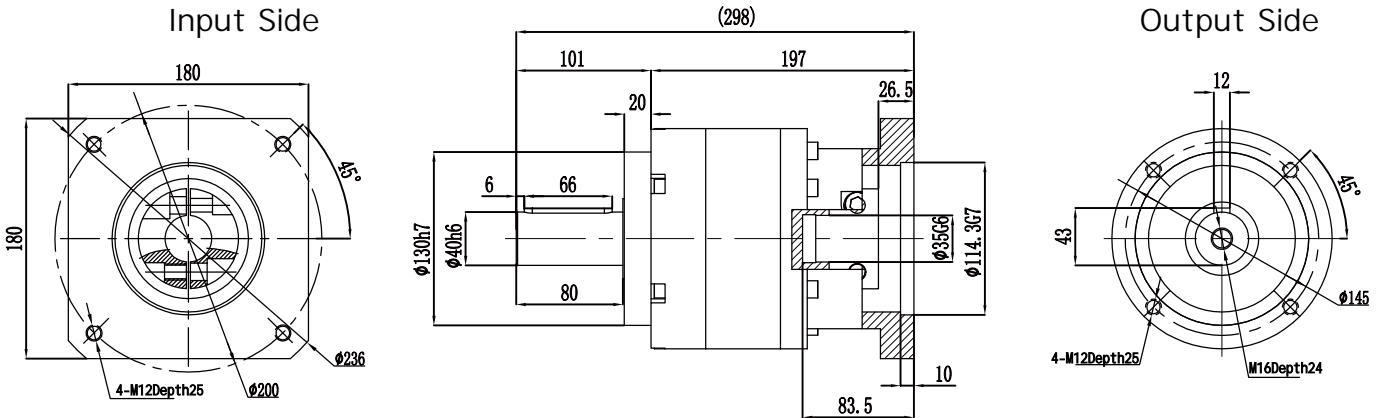 Input Side
Output Side
180
180
45°
4-M12Depth25
ϕ200
ϕ236
(298)
101
197
26.5
20
6
66
ϕ130h7
ϕ40h6
80
ϕ35G6
ϕ114.3G7
10
83.5
12
45°
43
ϕ145
4-M12Depth25
M16Depth24